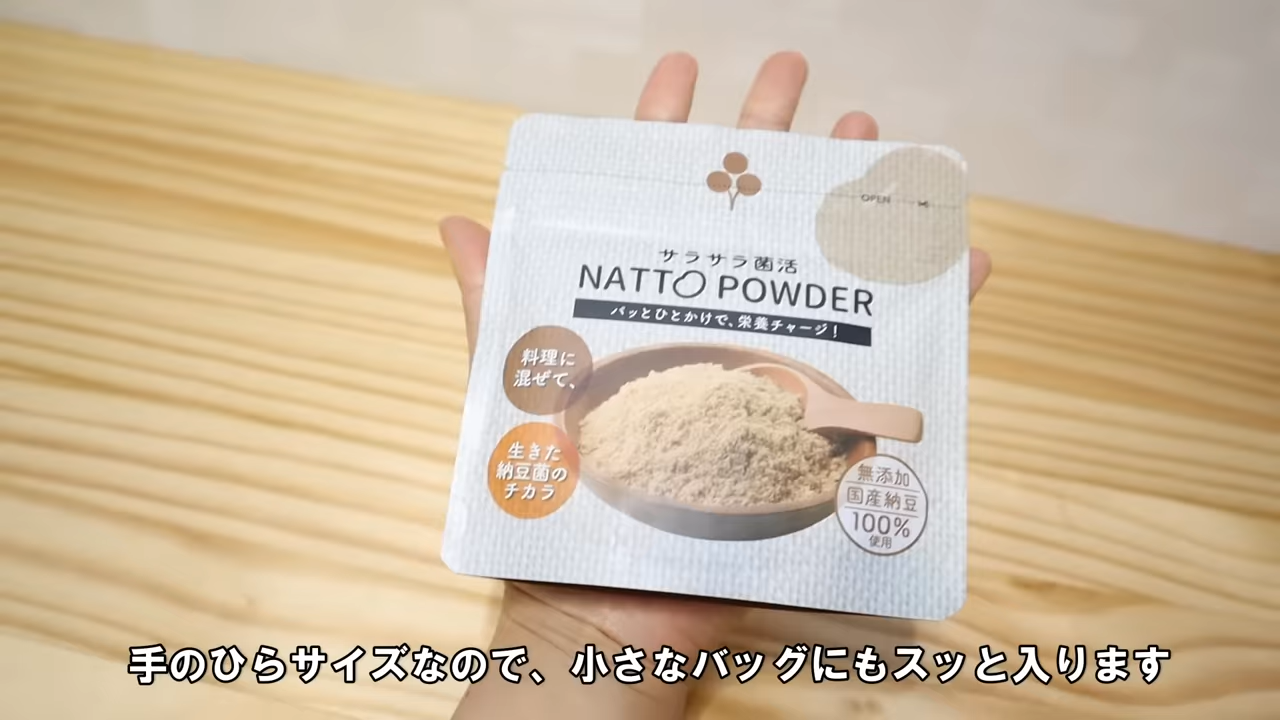 OPEN
サラサラ菌活
NATTO POWDER
パッとひとかけで、栄養チャージ!
料理に
混ぜて、
生きた
納豆菌の
チカラ
無添加
国産納豆
100%
使用
手のひらサイズなので、小さなバッグにもスッと入ります